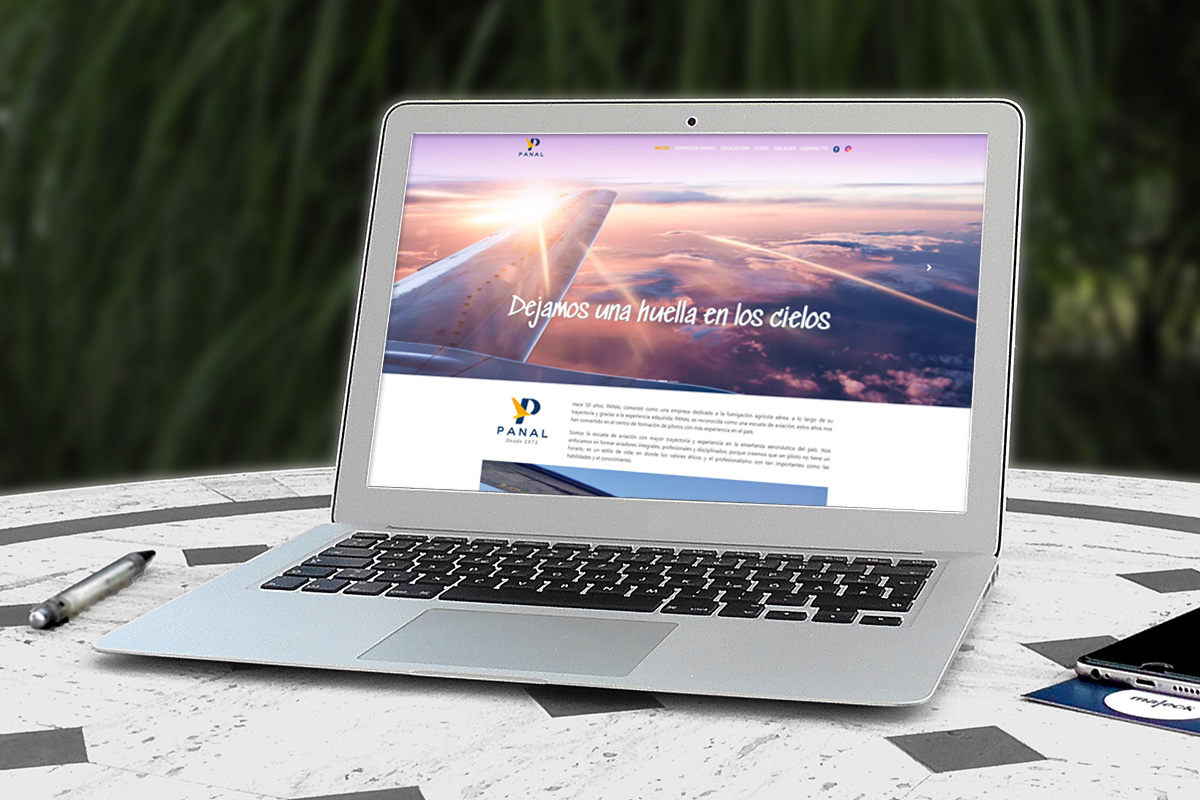 PANAL
INICIO SERVICIOS PANAL EDUCACIÓN FLOTA ENLACES CONTACTO
Dejamos una huella en los cielos
PANAL
Desde 1973
Hace 50 años, PANAL comenzó como una empresa dedicada a la fumigación agrícola aérea, a lo largo de su
trayectoria y gracias a la experiencia adquirida, PANAL es reconocida como una escuela de aviación, estos años nos
han convertido en el centro de formación de pilotos con más experiencia en el país.
Somos la escuela de aviación con mayor trayectoria y experiencia en la enseñanza aeronáutica del país. Nos
enfocamos en formar aviadores integrales profesionales y disciplinados porque creemos que ser piloto no tiene un
horario, es un estilo de vida; en donde los valores éticos y el profesionalismo son tan importantes como las
habilidades y el conocimiento.